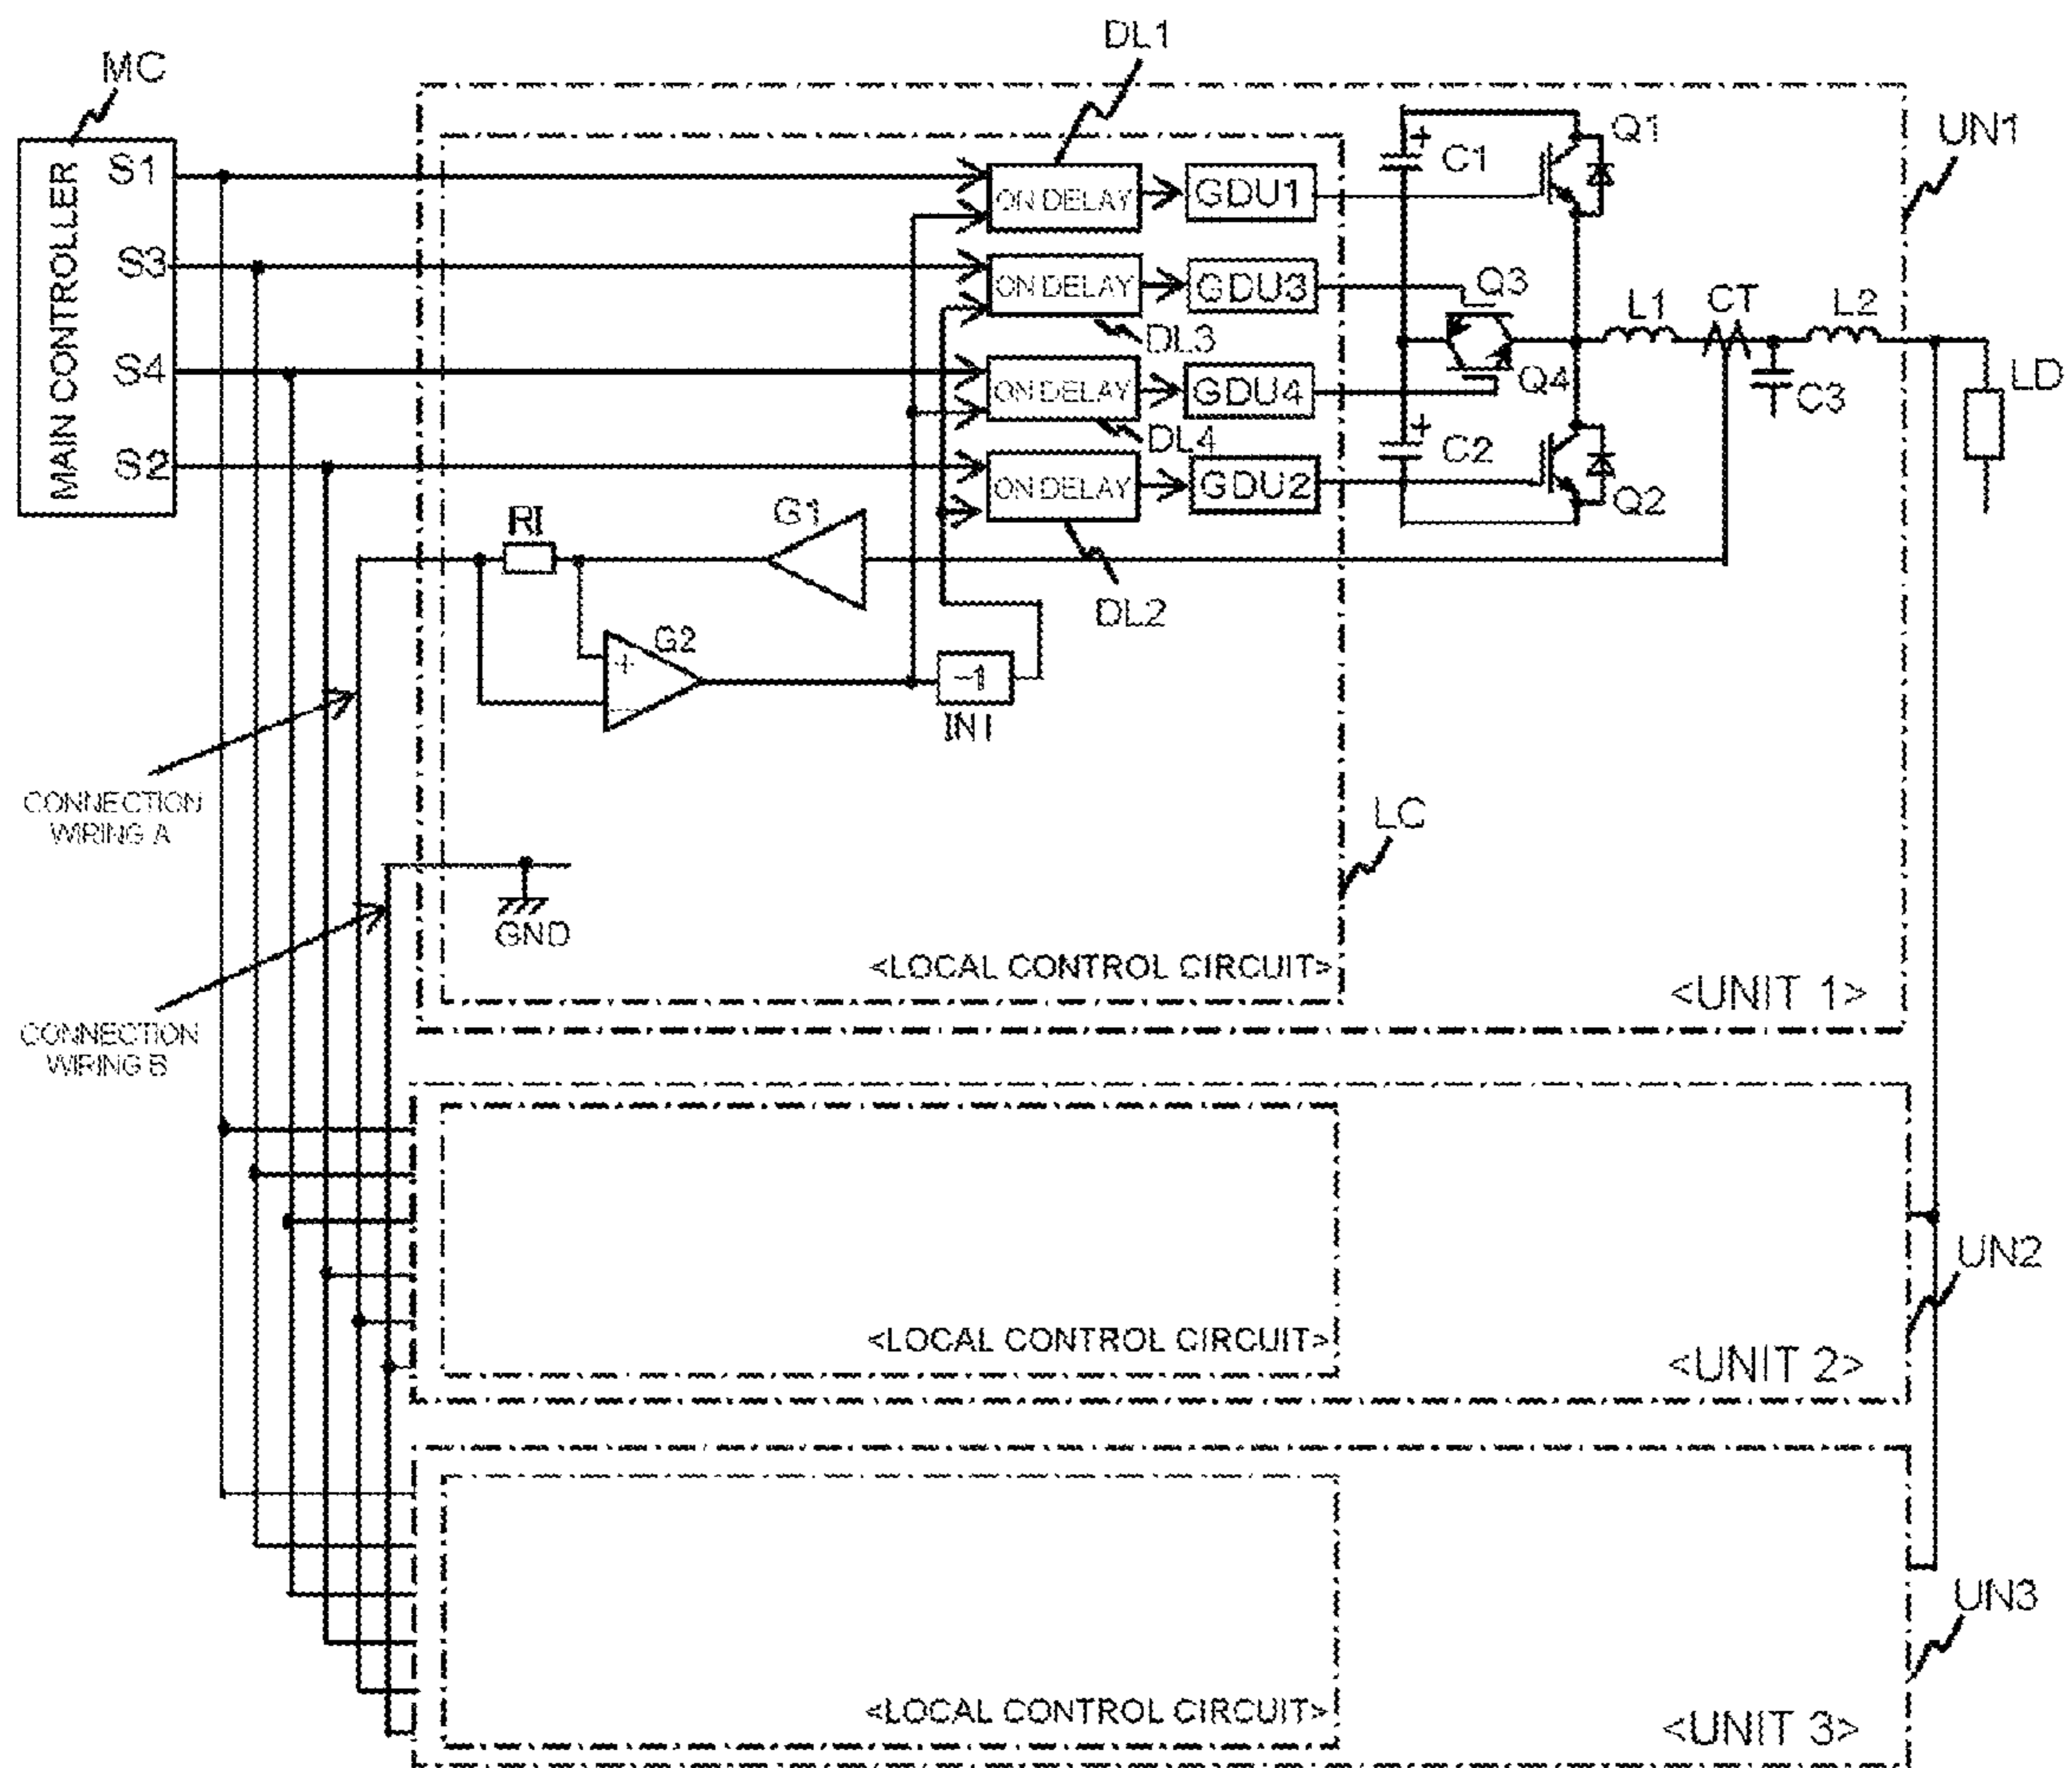 DL1
MC
MAIN CONTROLLER
S1
S3
S4
S2
ON DELAY
GDU1
C1
Q1
UN1
ON DELAY
GDU3
Q3
DL3
L1
CT
L2
ON DELAY
GDU4
Q4
C3
LD
DL4
C2
ON DELAY
GDU2
Q2
RI
G1
DL2
G2
+
-1
IN1
CONNECTION
WIRING A
LC
GND
<LOCAL CONTROL CIRCUIT>
<UNIT 1>
CONNECTION
WIRING B
UN2
<LOCAL CONTROL CIRCUIT>
<UNIT 2>
UN3
<LOCAL CONTROL CIRCUIT>
<UNIT 3>